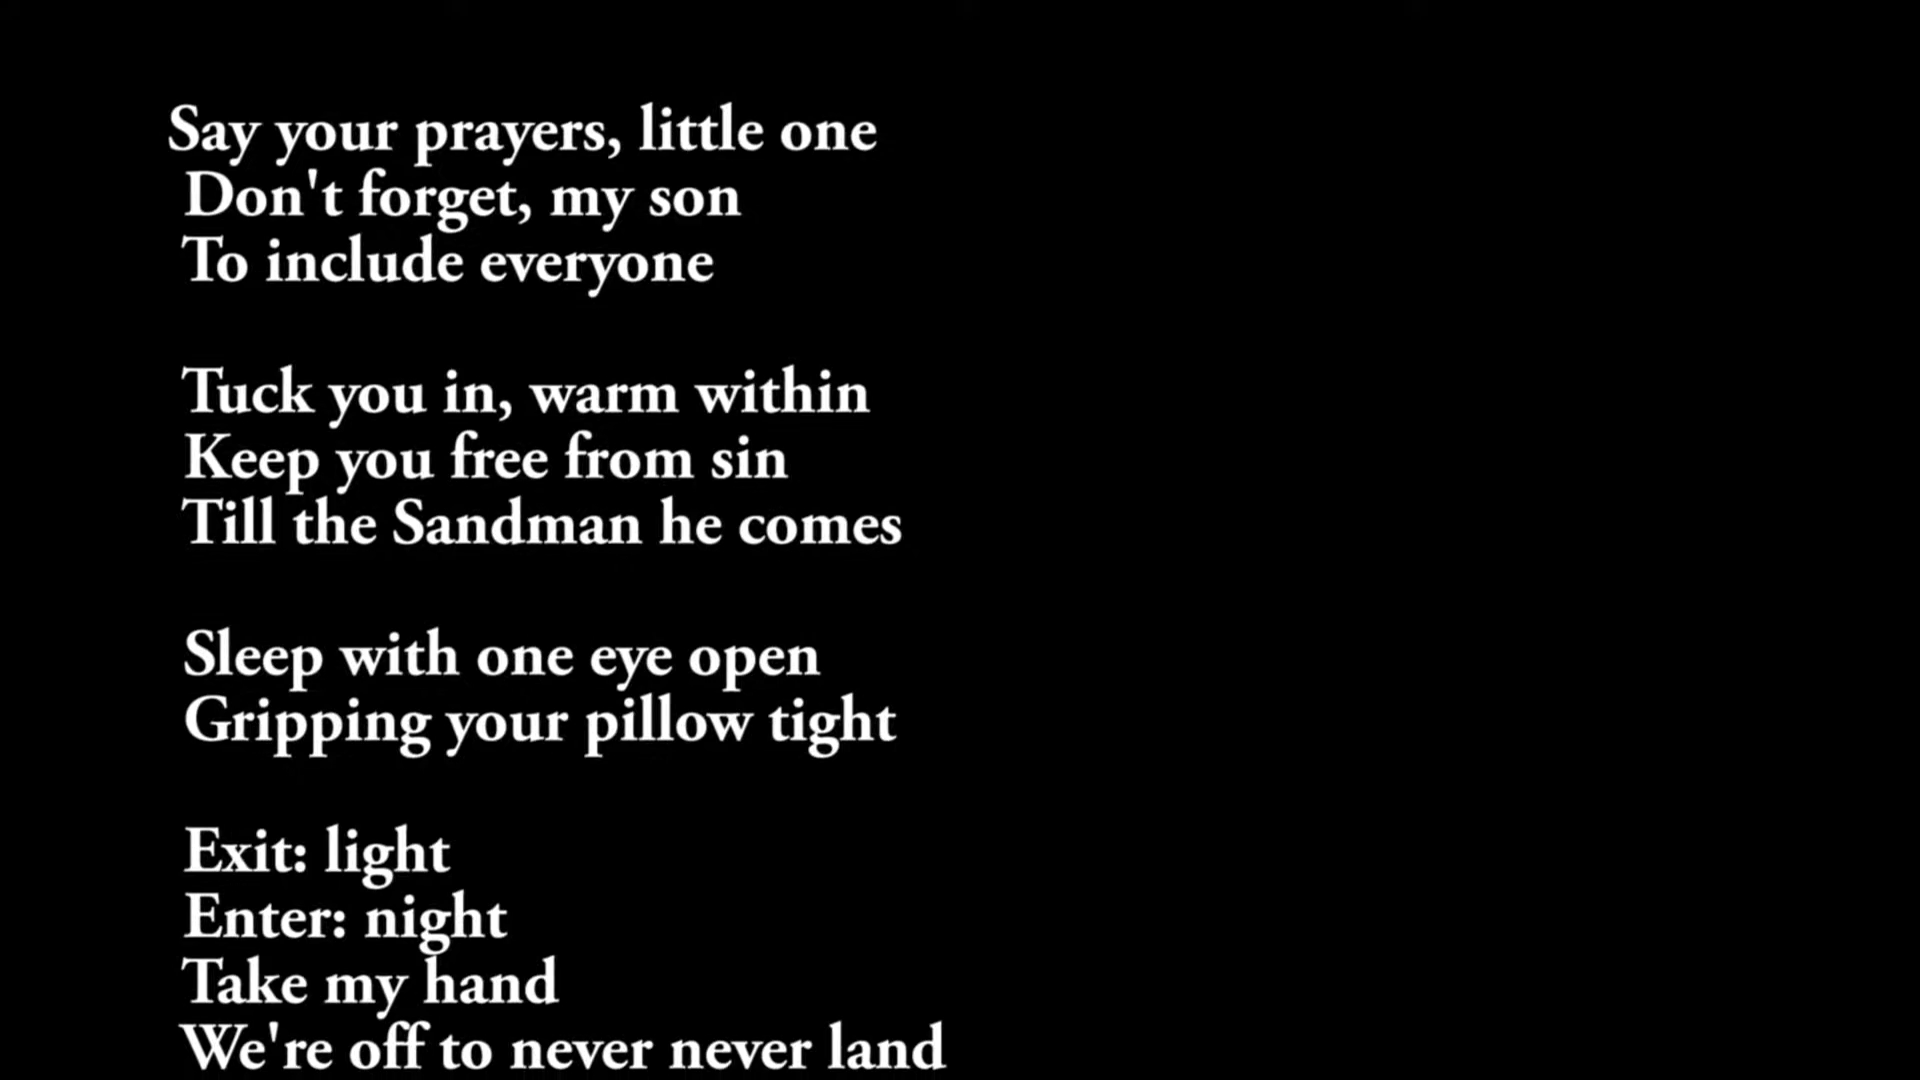 Say your prayers, little one
Don't forget, my son
To include everyone
Tuck you in, warm within
Keep you free from sin
Till the Sandman he comes
Sleep with one eye open
Gripping your pillow tight
Exit: light
Enter: night
Take my hand
We're off to never never land